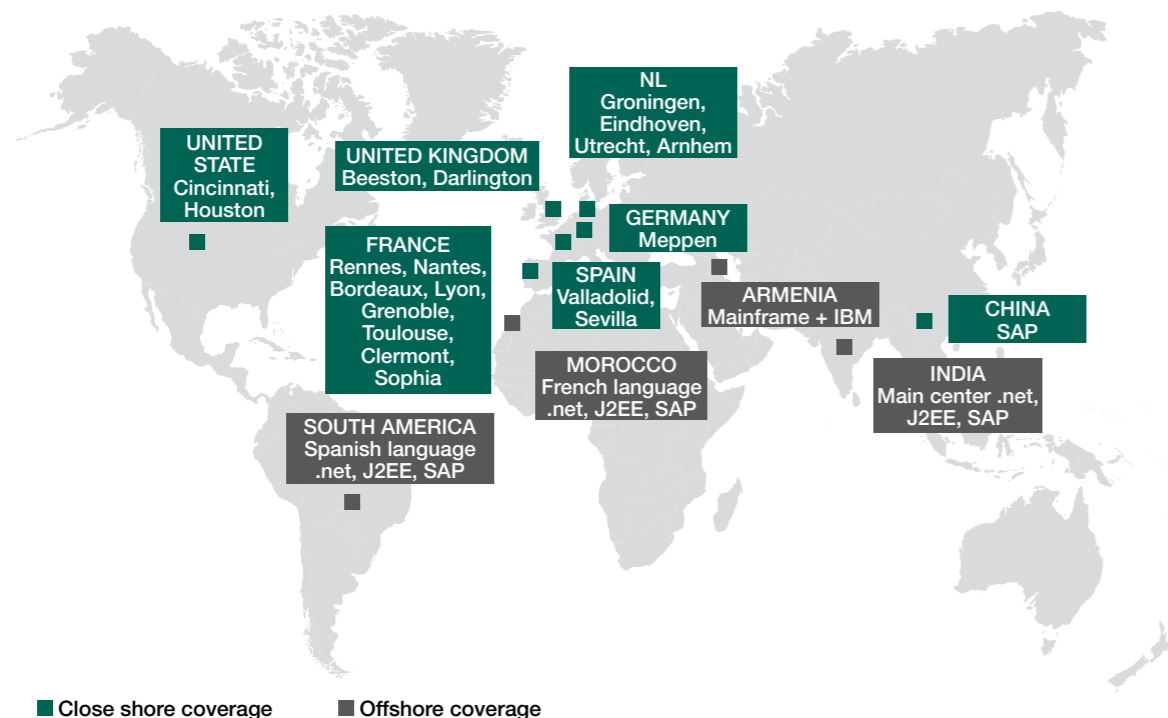 NL
Groningen,
Eindhoven,
Utrecht, Arnhem
UNITED
STATE
Cincinnati,
Houston
UNITED KINGDOM
Beeston, Darlington
GERMANY
Meppen
FRANCE
Rennes, Nantes,
Bordeaux, Lyon,
Grenoble,
Toulouse,
Clermont,
Sophia
SPAIN
Valladolid,
Sevilla
ARMENIA
Mainframe + IBM
CHINA
SAP
MOROCCO
French language
.net, J2EE, SAP
INDIA
Main center .net,
J2EE, SAP
SOUTH AMERICA
Spanish language
.net, J2EE, SAP
Close shore coverage
Offshore coverage